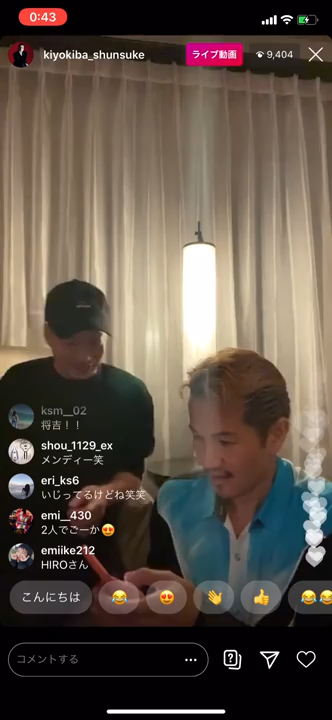 0:43
kiyokiba_shunsuke
ライブ動画
9,404
ksm__02
将吉！！
shou_1129_ex
メンディー笑
eri_ks6
いじってるけどね笑笑
emi__430
2人でごーか😍
emiike212
HIROさん
こんにちは
コメントする